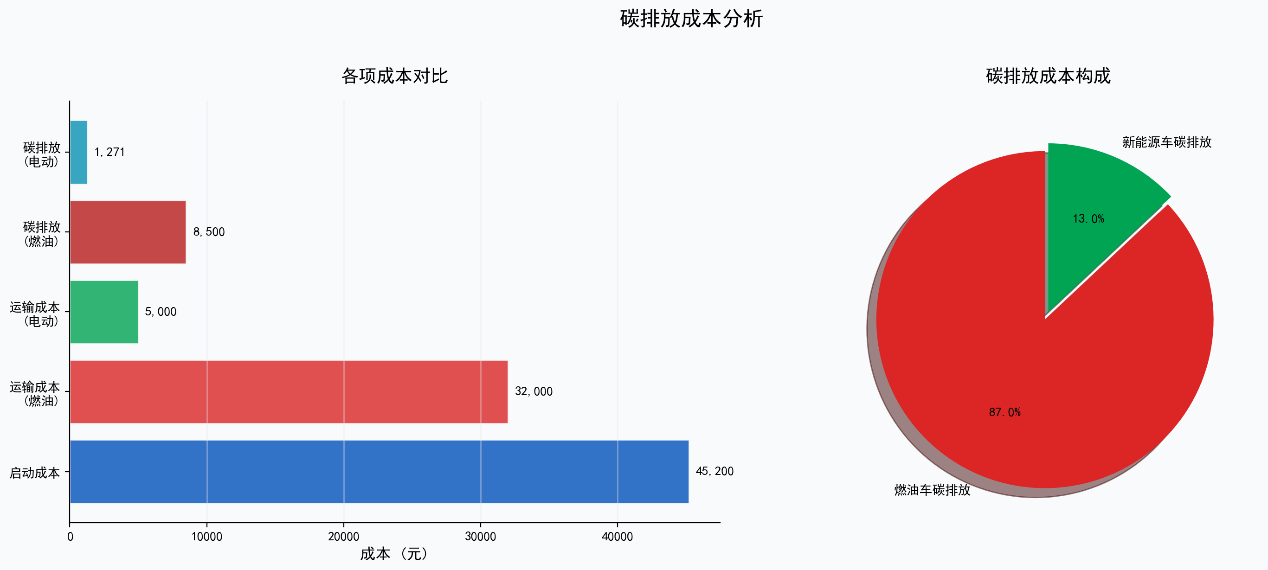 碳排放成本分析
各项成本对比
碳排放
(电动)
1,271
碳排放
(燃油)
8,500
运输成本
(电动)
5,000
运输成本
(燃油)
32,000
启动成本
45,200
0
10000
20000
30000
40000
成本 (元)
碳排放成本构成
新能源车碳排放
13.0%
87.0%
燃油车碳排放